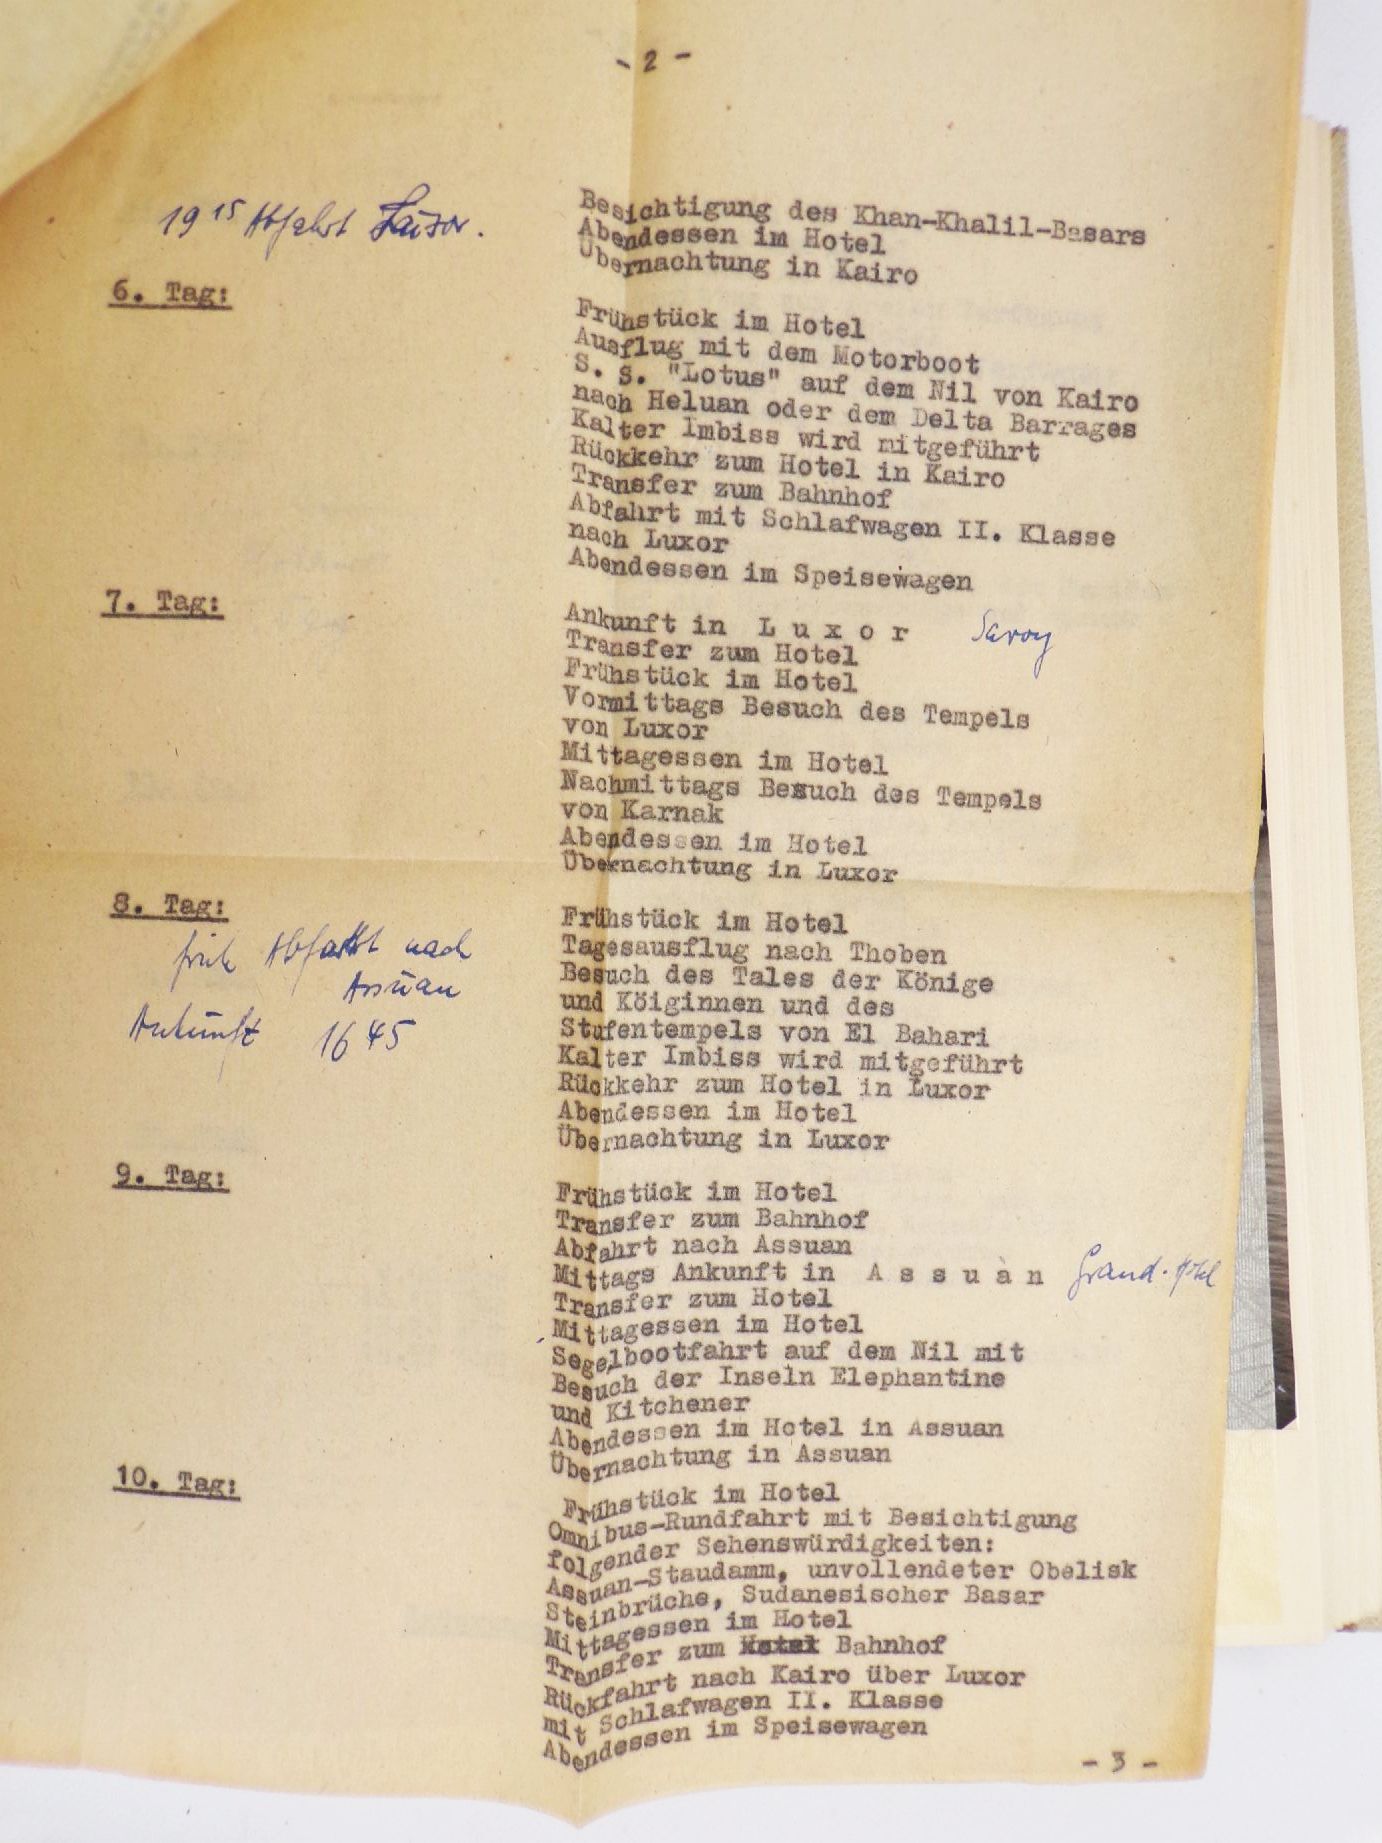 - 2 -
19 15 Abfahrt
Besichtigung des Khan-Khalil-Basars
Abendessen im Hotel
Übernachtung in Kairo
6. Tag:
Frühstück im Hotel
Ausflug mit dem Motorboot
S. S. "Lotus" auf dem Nil von Kairo
nach Heluan oder dem Delta Barrages
Kalter Imbiss wird mitgeführt
Rückkehr zum Hotel in Kairo
Transfer zum Bahnhof
Abfahrt mit Schlafwagen II. Klasse
nach Luxor
Abendessen im Speisewagen
7. Tag:
Ankunft in L u x o r Savoy
Transfer zum Hotel
Frühstück im Hotel
Vormittags Besuch des Tempels
von Luxor
Mittagessen im Hotel
Nachmittags Besuch des Tempels
von Karnak
Abendessen im Hotel
Übernachtung in Luxor
8. Tag:
früh Abfahrt nach
Assuan
Ankunft 16 45
Frühstück im Hotel
Tagesausflug nach Thoben
Besuch des Tales der Könige
und Köiginnen und des
Stufentempels von El Bahari
Kalter Imbiss wird mitgeführt
Rückkehr zum Hotel in Luxor
Abendessen im Hotel
Übernachtung in Luxor
9. Tag:
Frühstück im Hotel
Transfer zum Bahnhof
Abfahrt nach Assuan
Mittags Ankunft in A s s u a n Grand-Hotel
Transfer zum Hotel
Mittagessen im Hotel
Segelbootfahrt auf dem Nil mit
Besuch der Inseln Elephantine
und Kitchener
Abendessen im Hotel in Assuan
Übernachtung in Assuan
10. Tag:
Frühstück im Hotel
Omnibus-Rundfahrt mit Besichtigung
folgender Sehenswürdigkeiten:
Assuan-Staudamm, unvollendeter Obelisk
Steinbrüche, Sudanesischer Basar
Mittagessen im Hotel
Transfer zum Bahnhof
Rückfahrt nach Kairo über Luxor
mit Schlafwagen II. Klasse
Abendessen im Speisewagen
- 3 -